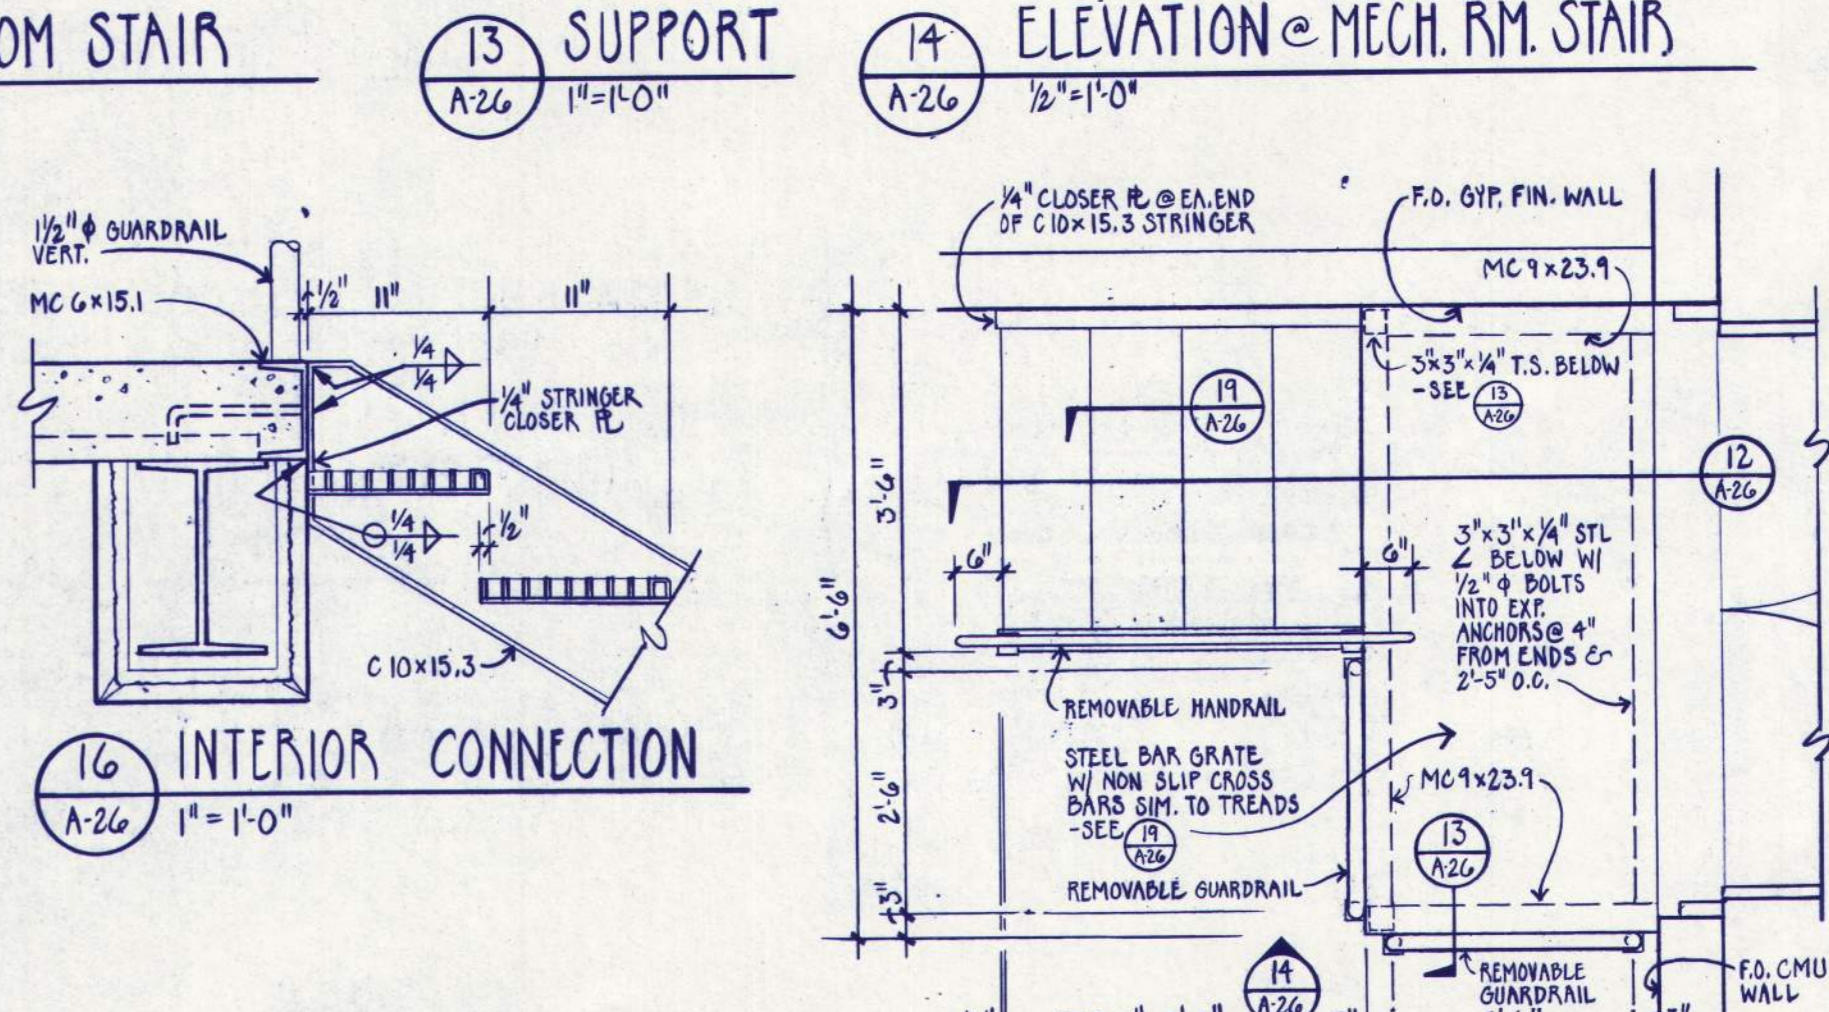 OM STAIR
13
A-26
SUPPORT
1"=1'-0"
14
A-26
ELEVATION @ MECH. RM. STAIR
1/2"=1'-0"
1 1/2" φ GUARDRAIL
VERT.
MC 6×15.1
1/2"
11"
11"
1/4
1/4
1/4" STRINGER
CLOSER PL
1/4
1/4
1/2"
C 10×15.3
16
A-26
INTERIOR CONNECTION
1" = 1'-0"
1/4" CLOSER PL @ EA. END
OF C 10×15.3 STRINGER
F.O. GYP. FIN. WALL
MC 9×23.9
3"×3"×1/4" T.S. BELOW
-SEE 13
A-26
19
A-26
12
A-26
3'-6"
6'-6"
6"
6"
3"×3"×1/4" STL
∠ BELOW W/
1/2" φ BOLTS
INTO EXP.
ANCHORS @ 4"
FROM ENDS &
2'-5" O.C.
3"
REMOVABLE HANDRAIL
STEEL BAR GRATE
W/ NON SLIP CROSS
BARS SIM. TO TREADS
-SEE 19
A-26
MC 9×23.9
2'-6"
13
A-26
REMOVABLE GUARDRAIL
3"
14
A-26
REMOVABLE
GUARDRAIL
F.O. CMU
WALL